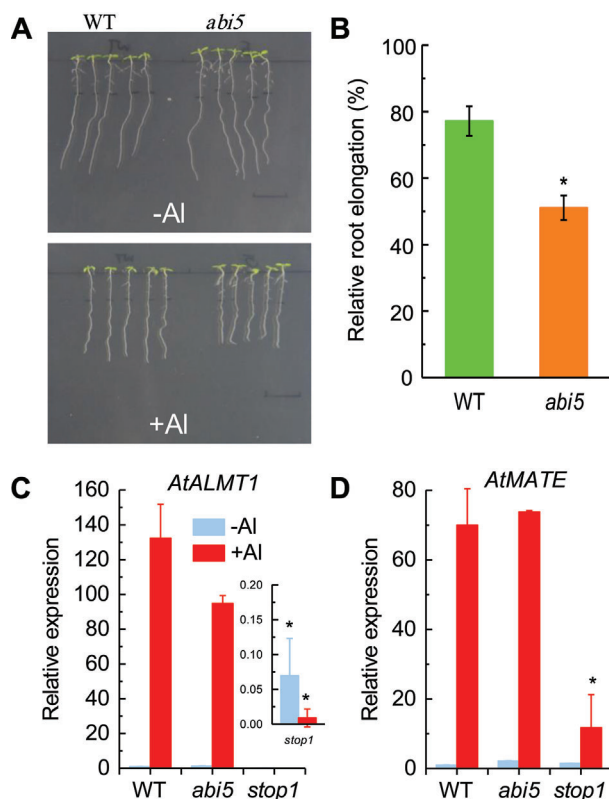 A
WT
abi5
-Al
+Al
B
Relative root elongation (%)
100
80
60
40
20
0
*
WT
abi5
C
AtALMT1
Relative expression
160
140
120
100
80
60
40
20
0
-Al
+Al
0.20
0.15
0.10
0.05
0.00
*
*
stop1
WT
abi5
stop1
D
AtMATE
Relative expression
80
60
40
20
0
*
WT
abi5
stop1